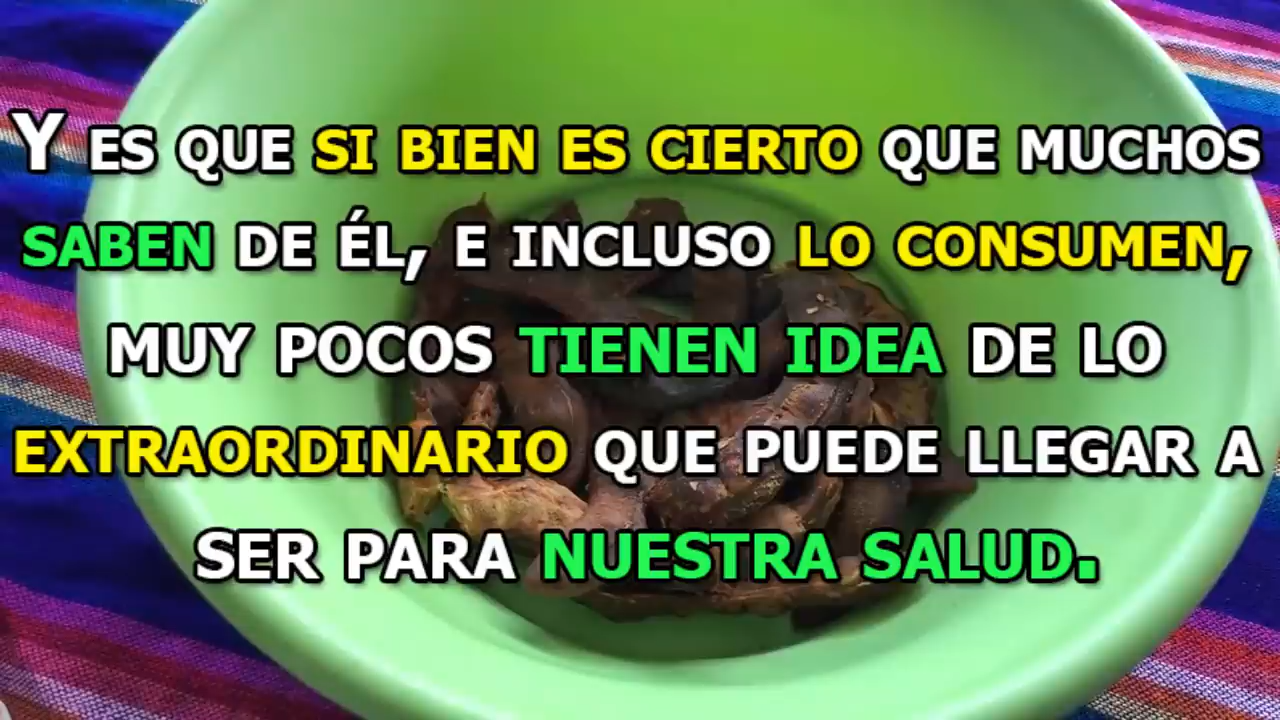 Y ES QUE SI BIEN ES CIERTO QUE MUCHOS
SABEN DE ÉL, E INCLUSO LO CONSUMEN,
MUY POCOS TIENEN IDEA DE LO
EXTRAORDINARIO QUE PUEDE LLEGAR A
SER PARA NUESTRA SALUD.